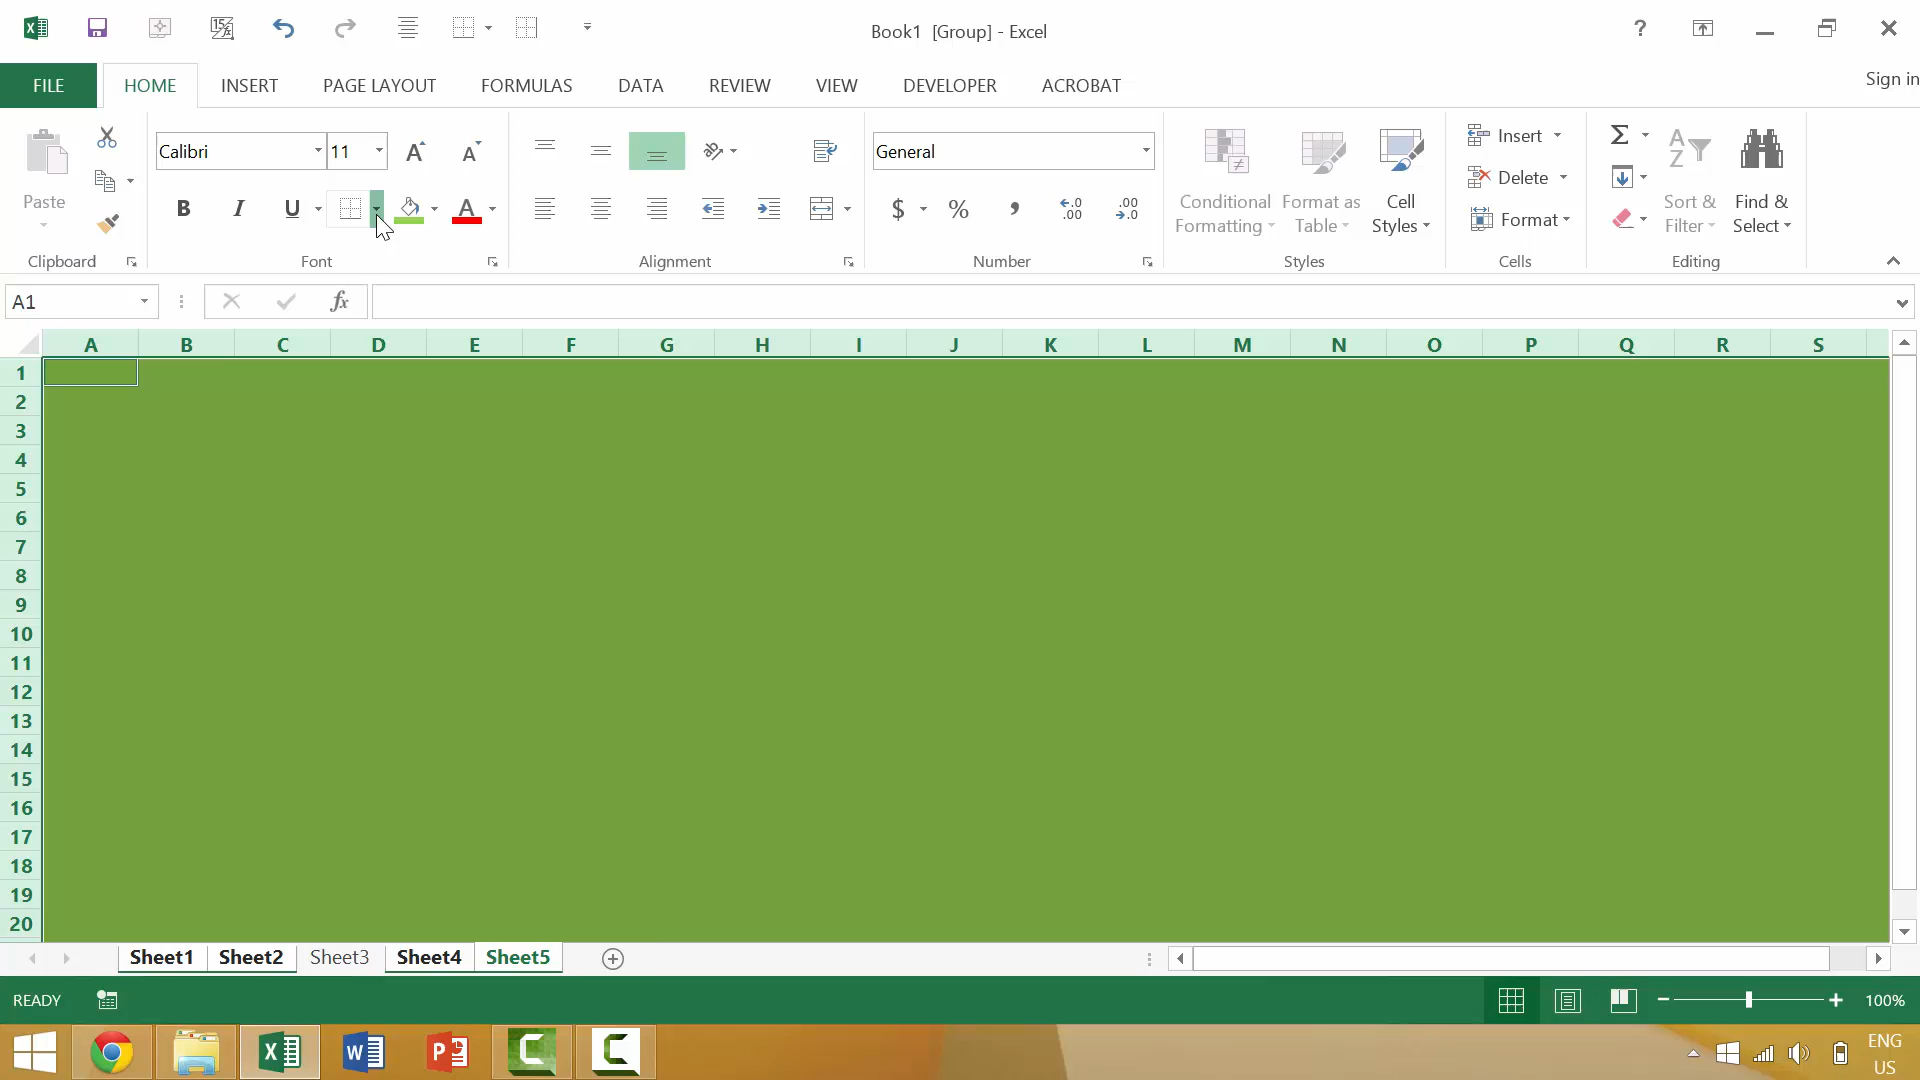 Book1 [Group] - Excel
?
Sign in
FILE HOME INSERT PAGE LAYOUT FORMULAS DATA REVIEW VIEW DEVELOPER ACROBAT
Paste
Clipboard
Calibri 11
B I U A
Font
Alignment
General
$ % ,
Number
Conditional Formatting
Format as Table
Cell Styles
Styles
Insert
Delete
Format
Cells
Sort & Filter
Find & Select
Editing
A1
fx
A B C D E F G H I J K L M N O P Q R S
1
2
3
4
5
6
7
8
9
10
11
12
13
14
15
16
17
18
19
20
Sheet1 Sheet2 Sheet3 Sheet4 Sheet5
READY
100%
ENG
US